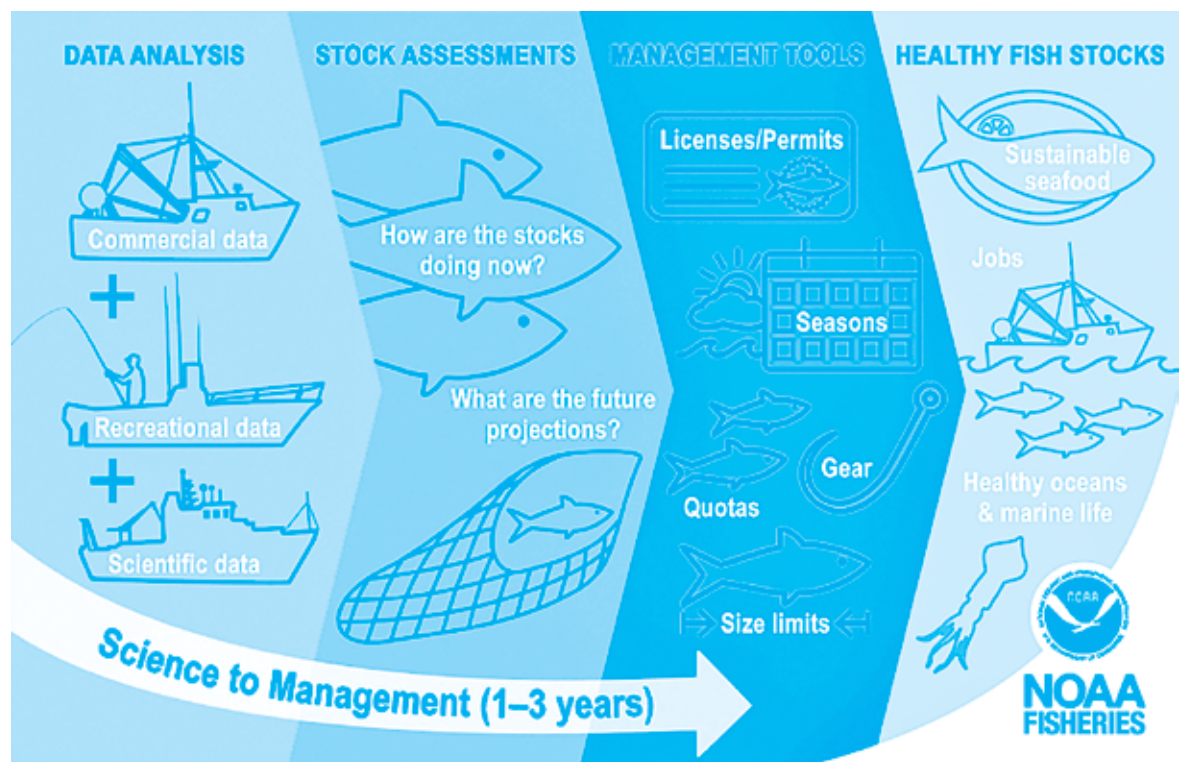 DATA ANALYSIS
Commercial data
+
Recreational data
+
Scientific data
STOCK ASSESSMENTS
How are the stocks
doing now?
What are the future
projections?
MANAGEMENT TOOLS
Licenses/Permits
Seasons
Gear
Quotas
Size limits
HEALTHY FISH STOCKS
Sustainable
seafood
Jobs
Healthy oceans
& marine life
Science to Management (1–3 years)
NOAA
NOAA
FISHERIES